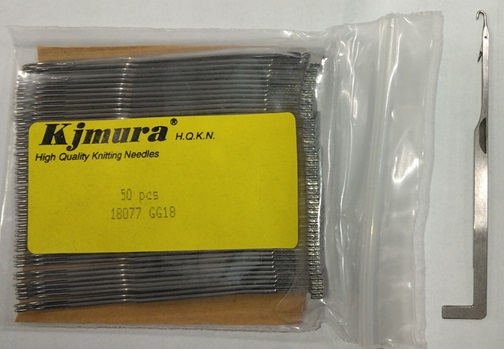 Kjmura® H.Q.K.N.
High Quality Knitting Needles
50 pcs
18077 GG18